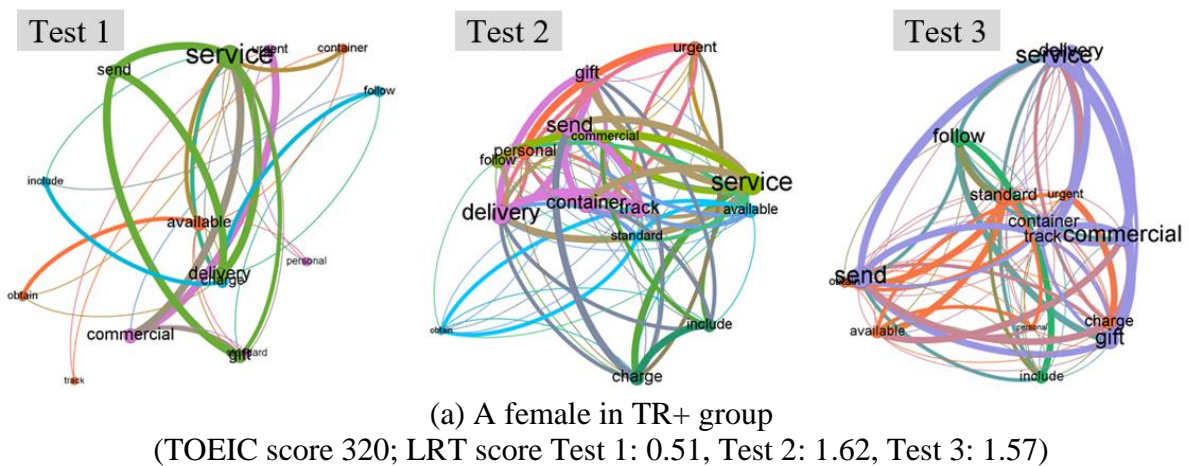 Test 1
Test 2
Test 3
service
urgent
container
send
follow
include
available
personal
delivery
charge
obtain
commercial
gift
track
urgent
gift
send
commercial
personal
follow
service
delivery
container
track
available
standard
obtain
include
charge
delivery
service
follow
standard
urgent
container
track
commercial
send
obtain
available
personal
charge
gift
include
(a) A female in TR+ group
(TOEIC score 320; LRT score Test 1: 0.51, Test 2: 1.62, Test 3: 1.57)